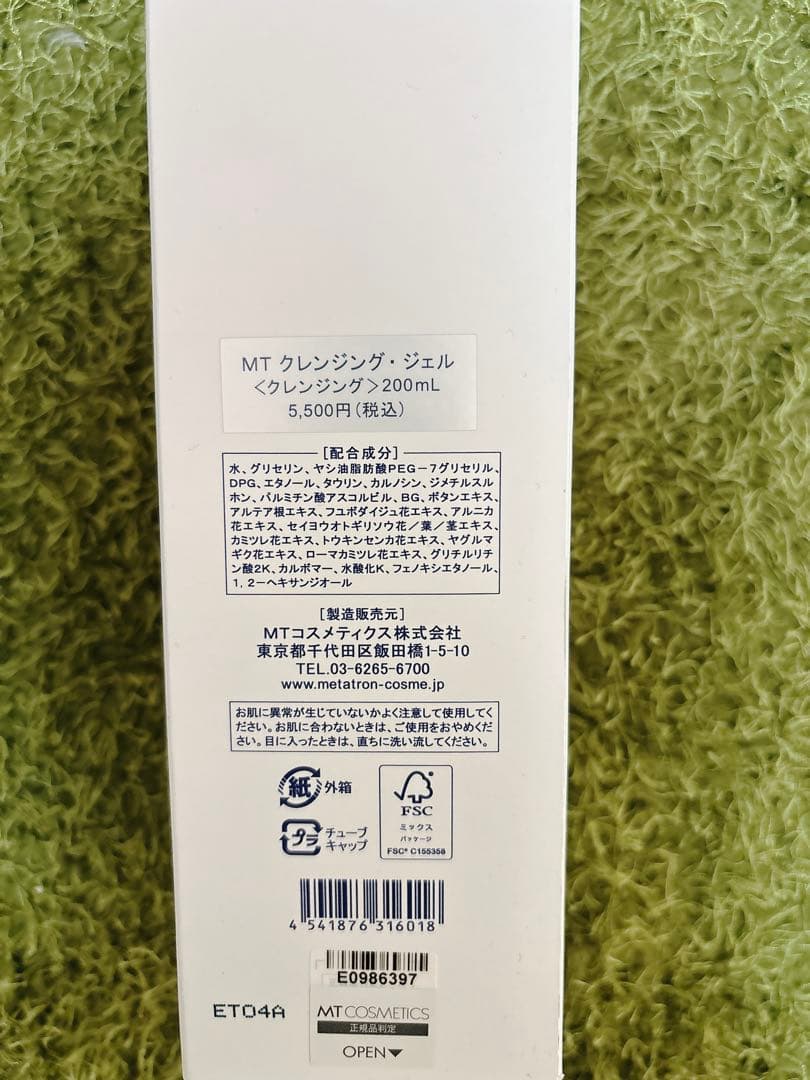 MT クレンジング・ジェル
<クレンジング>200mL
5,500円(税込)
[配合成分]
水、グリセリン、ヤシ油脂肪酸PEG-7グリセリル、
DPG、エタノール、タウリン、カルノシン、ジメチルスル
ホン、パルミチン酸アスコルビル、BG、ボタンエキス、
アルテア根エキス、フユボダイジュ花エキス、アルニカ
花エキス、セイヨウオトギリソウ花/葉/茎エキス、
カミツレ花エキス、トウキンセンカ花エキス、ヤグルマ
ギク花エキス、ローマカミツレ花エキス、グリチルリチ
ン酸2K、カルボマー、水酸化K、フェノキシエタノール、
1,2-ヘキサンジオール
[製造販売元]
MTコスメティクス株式会社
東京都千代田区飯田橋1-5-10
TEL.03-6265-6700
www.metatron-cosme.jp
お肌に異常が生じていないかよく注意して使用してく
ださい。お肌に合わないときは、ご使用をおやめくだ
さい。目に入ったときは、直ちに洗い流してください。
紙 外箱
プラ チューブ
キャップ
FSC
ミックス
パッケージ
FSC® C155358
4 541876 316018
E0986397
ET04A
MT COSMETICS
正規品判定
OPEN▼